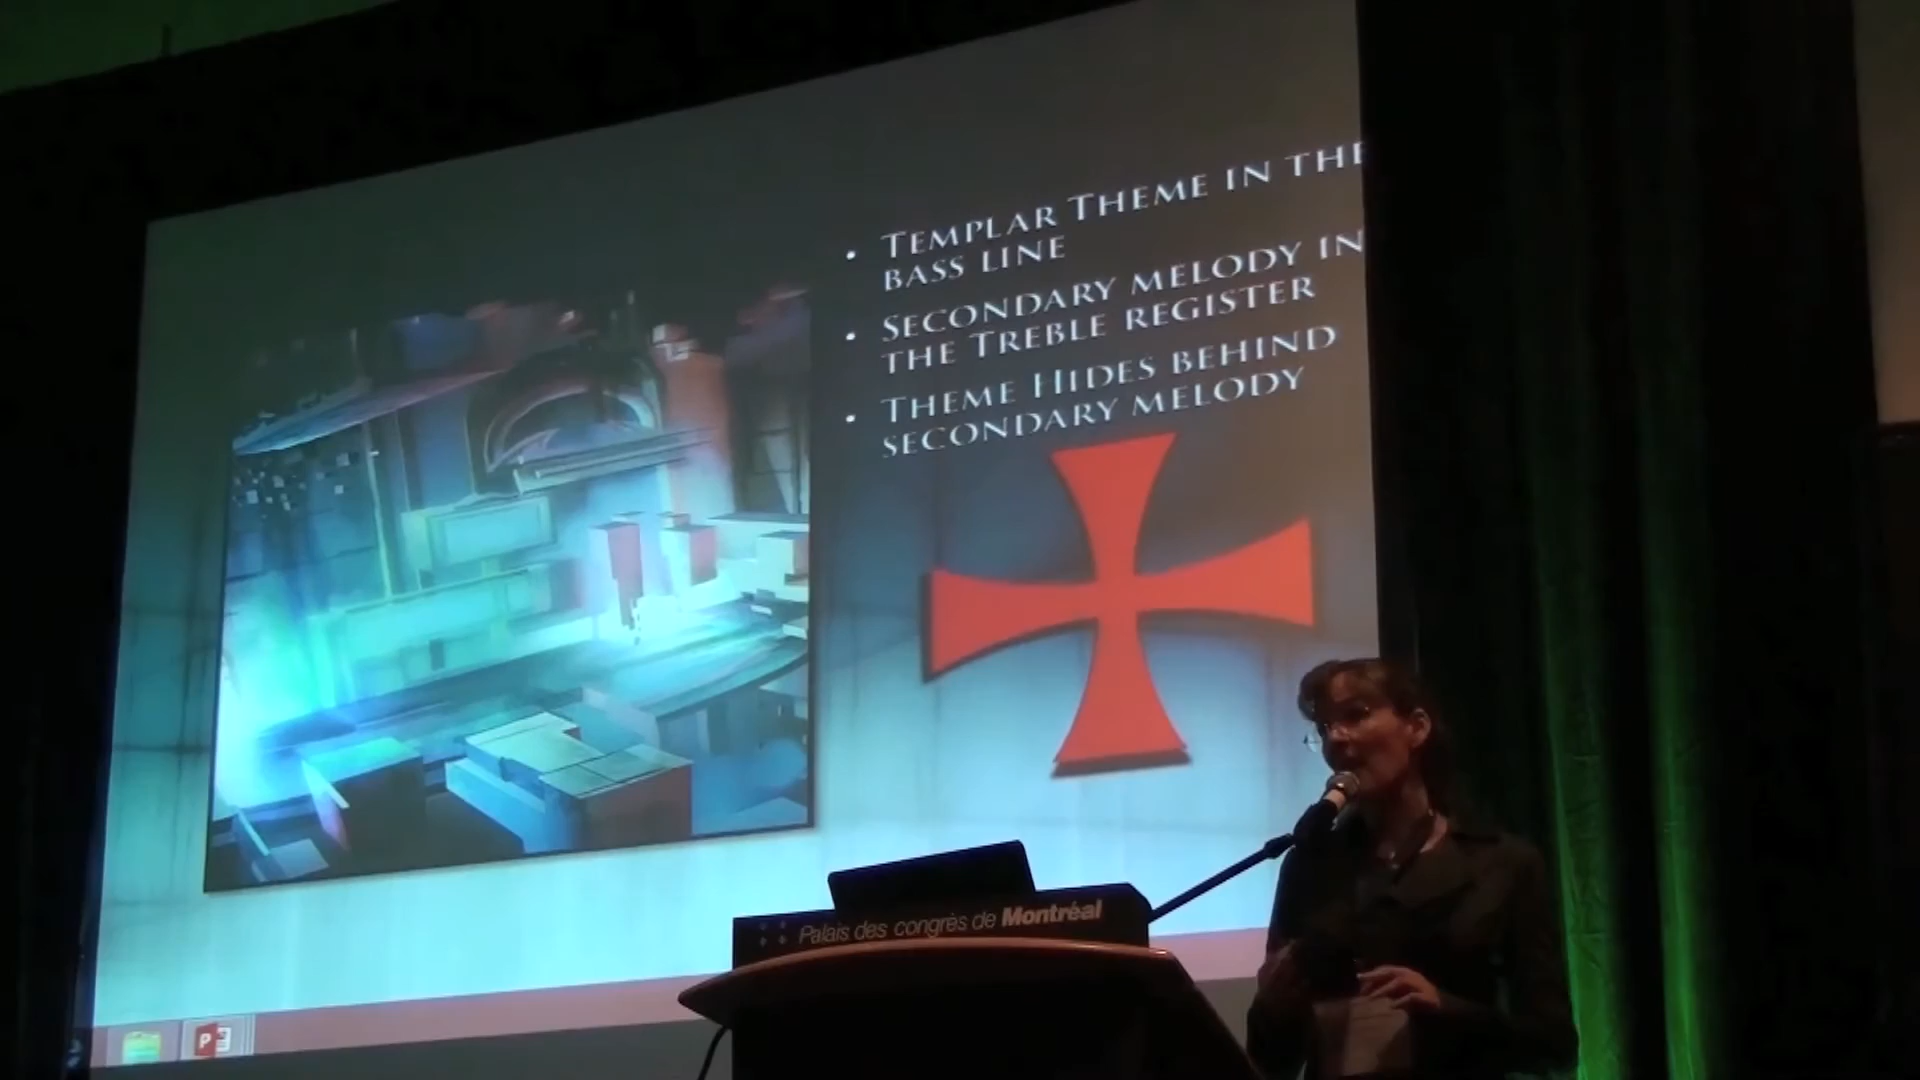 • Templar Theme in the
bass line
• Secondary melody in
the Treble register
• Theme Hides behind
secondary melody
Palais des congrès de Montréal
P